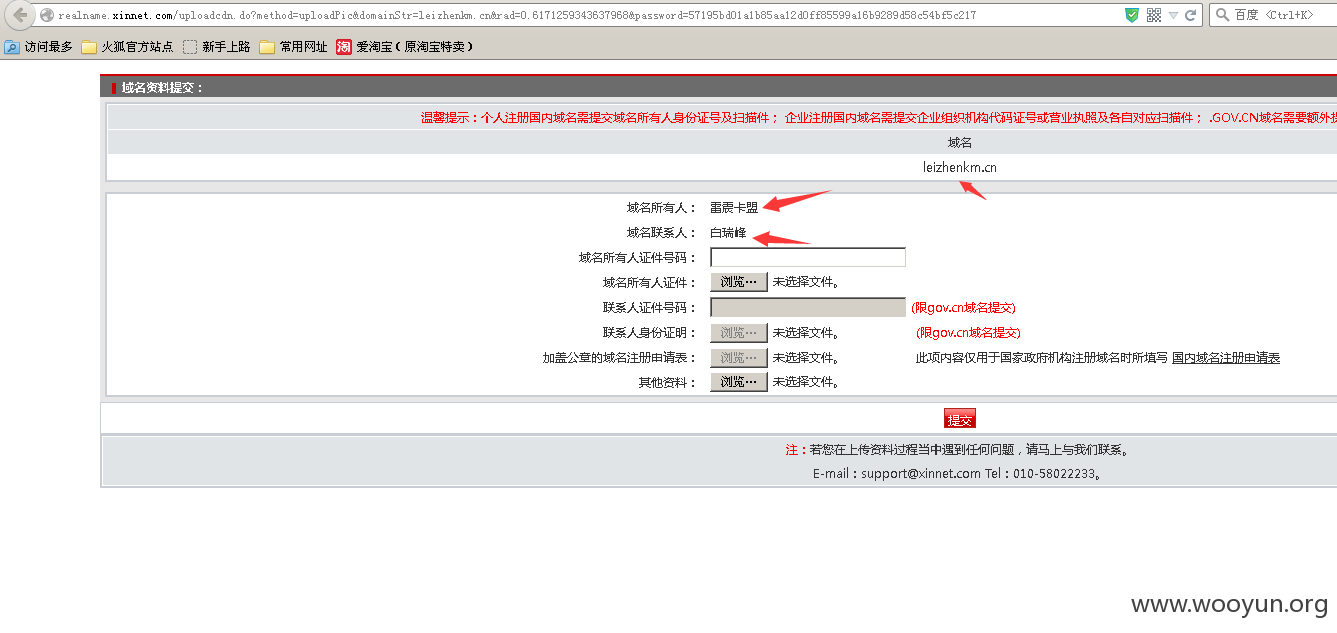 realname.xinnet.com/uploadcdn.do?method=uploadPic&domainStr=leizhenkm.cn&rad=0.6171259343637968&password=57195bd01a1b85aa12d0ff85599a16b9289d58c54bf5c217
百度 <Ctrl+K>
访问最多 火狐官方站点 新手上路 常用网址 淘 爱淘宝（原淘宝特卖）
域名资料提交：
温馨提示：个人注册国内域名需提交域名所有人身份证号及扫描件； 企业注册国内域名需提交企业组织机构代码证号或营业执照及各自对应扫描件； .GOV.CN域名需要额外提
域名
leizhenkm.cn
域名所有人： 雷震卡盟
域名联系人： 白瑞峰
域名所有人证件号码：
域名所有人证件： 浏览… 未选择文件。
联系人证件号码： (限gov.cn域名提交)
联系人身份证明： 浏览… 未选择文件。 (限gov.cn域名提交)
加盖公章的域名注册申请表： 浏览… 未选择文件。 此项内容仅用于国家政府机构注册域名时所填写 国内域名注册申请表
其他资料： 浏览… 未选择文件。
提交
注：若您在上传资料过程当中遇到任何问题，请马上与我们联系。
E-mail：support@xinnet.com Tel：010-58022233。
www.wooyun.org